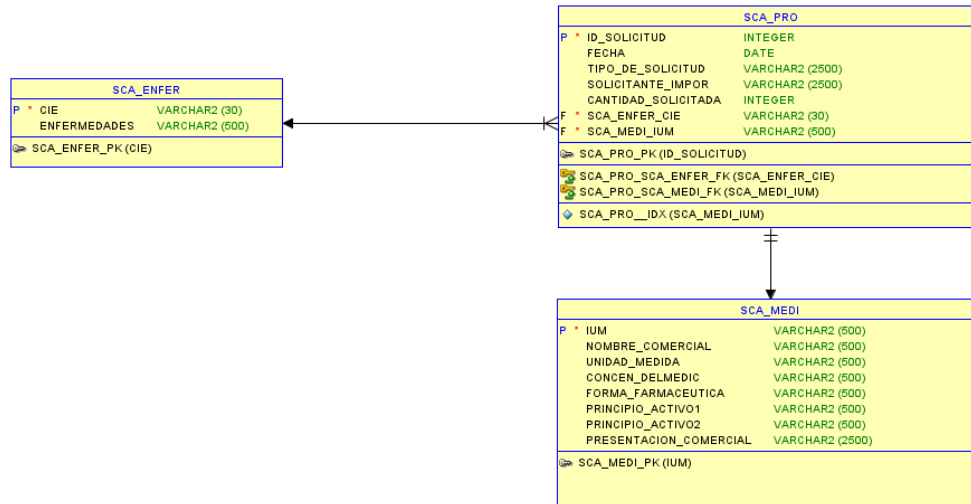 SCA_PRO
P * ID_SOLICITUD INTEGER
FECHA DATE
TIPO_DE_SOLICITUD VARCHAR2 (2500)
SOLICITANTE_IMPOR VARCHAR2 (2500)
CANTIDAD_SOLICITADA INTEGER
F * SCA_ENFER_CIE VARCHAR2 (30)
F * SCA_MEDI_IUM VARCHAR2 (500)
SCA_PRO_PK (ID_SOLICITUD)
SCA_PRO_SCA_ENFER_FK (SCA_ENFER_CIE)
SCA_PRO_SCA_MEDI_FK (SCA_MEDI_IUM)
SCA_PRO__IDX (SCA_MEDI_IUM)
SCA_ENFER
P * CIE VARCHAR2 (30)
ENFERMEDADES VARCHAR2 (500)
SCA_ENFER_PK (CIE)
SCA_MEDI
P * IUM VARCHAR2 (500)
NOMBRE_COMERCIAL VARCHAR2 (500)
UNIDAD_MEDIDA VARCHAR2 (500)
CONCEN_DELMEDIC VARCHAR2 (500)
FORMA_FARMACEUTICA VARCHAR2 (500)
PRINCIPIO_ACTIVO1 VARCHAR2 (500)
PRINCIPIO_ACTIVO2 VARCHAR2 (500)
PRESENTACION_COMERCIAL VARCHAR2 (2500)
SCA_MEDI_PK (IUM)